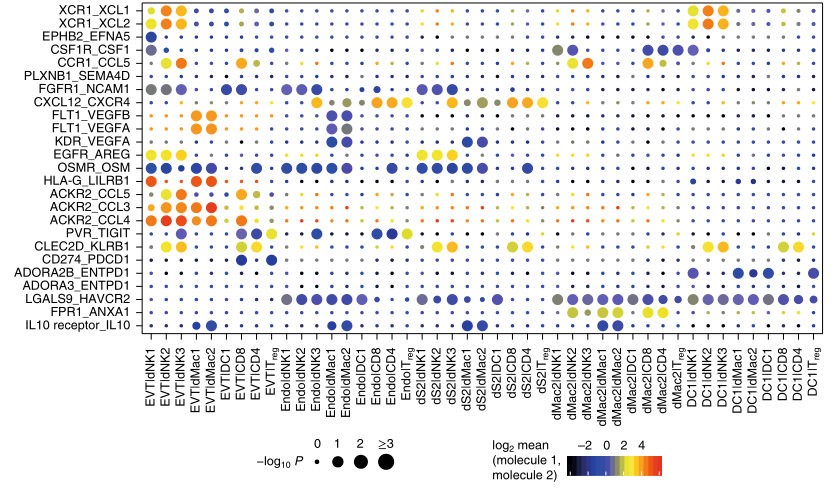 XCR1_XCL1
XCR1_XCL2
EPHB2_EFNA5
CSF1R_CSF1
CCR1_CCL5
PLXNB1_SEMA4D
FGFR1_NCAM1
CXCL12_CXCR4
FLT1_VEGFB
FLT1_VEGFA
KDR_VEGFA
EGFR_AREG
OSMR_OSM
HLA-G_LILRB1
ACKR2_CCL5
ACKR2_CCL3
ACKR2_CCL4
PVR_TIGIT
CLEC2D_KLRB1
CD274_PDCD1
ADORA2B_ENTPD1
ADORA3_ENTPD1
LGALS9_HAVCR2
FPR1_ANXA1
IL10 receptor_IL10
EVT|dNK1
EVT|dNK2
EVT|dNK3
EVT|dMac1
EVT|dMac2
EVT|DC1
EVT|CD8
EVT|CD4
EVT|Treg
Endo|dNK1
Endo|dNK2
Endo|dNK3
Endo|dMac1
Endo|dMac2
Endo|DC1
Endo|CD8
Endo|CD4
Endo|Treg
dS2|dNK1
dS2|dNK2
dS2|dNK3
dS2|dMac1
dS2|dMac2
dS2|DC1
dS2|CD8
dS2|CD4
dS2|Treg
dMac2|dNK1
dMac2|dNK2
dMac2|dNK3
dMac2|dMac1
dMac2|dMac2
dMac2|DC1
dMac2|CD8
dMac2|CD4
dMac2|Treg
DC1|dNK1
DC1|dNK2
DC1|dNK3
DC1|dMac1
DC1|dMac2
DC1|DC1
DC1|CD8
DC1|CD4
DC1|Treg
0 1 2 ≥3
−log10 P
log2 mean
(molecule 1,
molecule 2)
−2 0 2 4